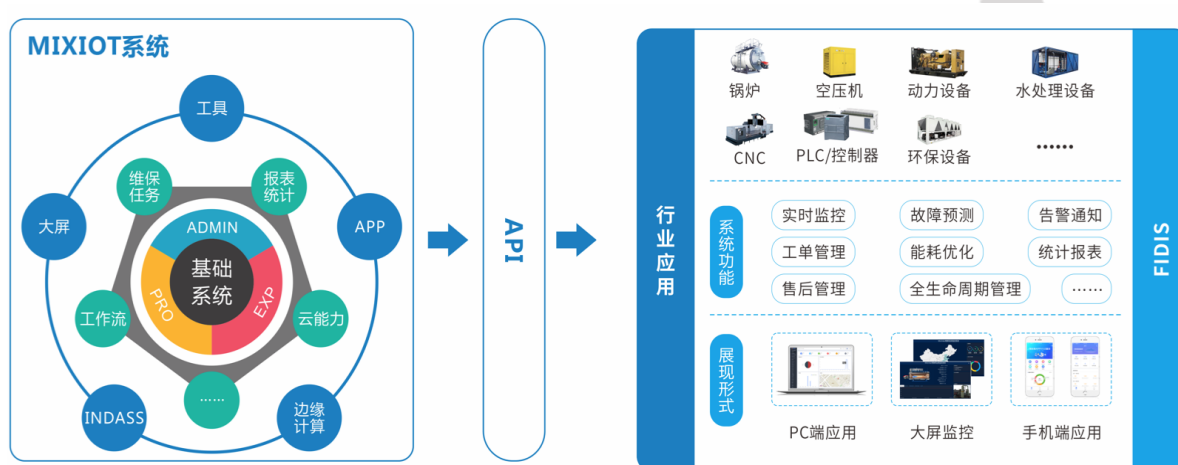 MIXIOT系统
工具
维保
任务
报表
统计
大屏
APP
ADMIN
基础
系统
PRO
EXP
工作流
云能力
……
INDASS
边缘
计算
API
行业应用
锅炉
空压机
动力设备
水处理设备
CNC
PLC/控制器
环保设备
……
系统功能
实时监控
故障预测
告警通知
工单管理
能耗优化
统计报表
售后管理
全生命周期管理
……
展现形式
PC端应用
大屏监控
手机端应用
FIDIS